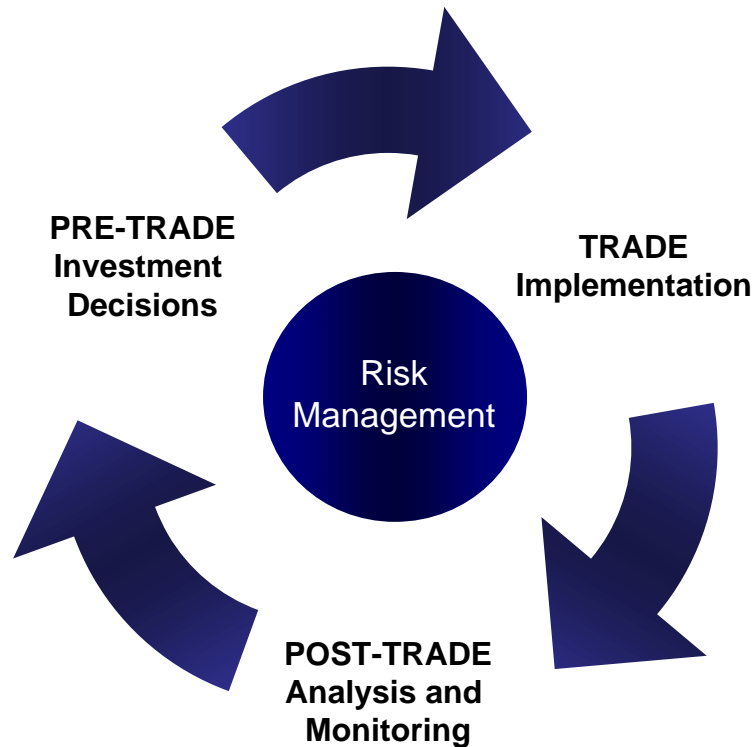 PRE-TRADE
Investment
Decisions
TRADE
Implementation
Risk
Management
POST-TRADE
Analysis and
Monitoring